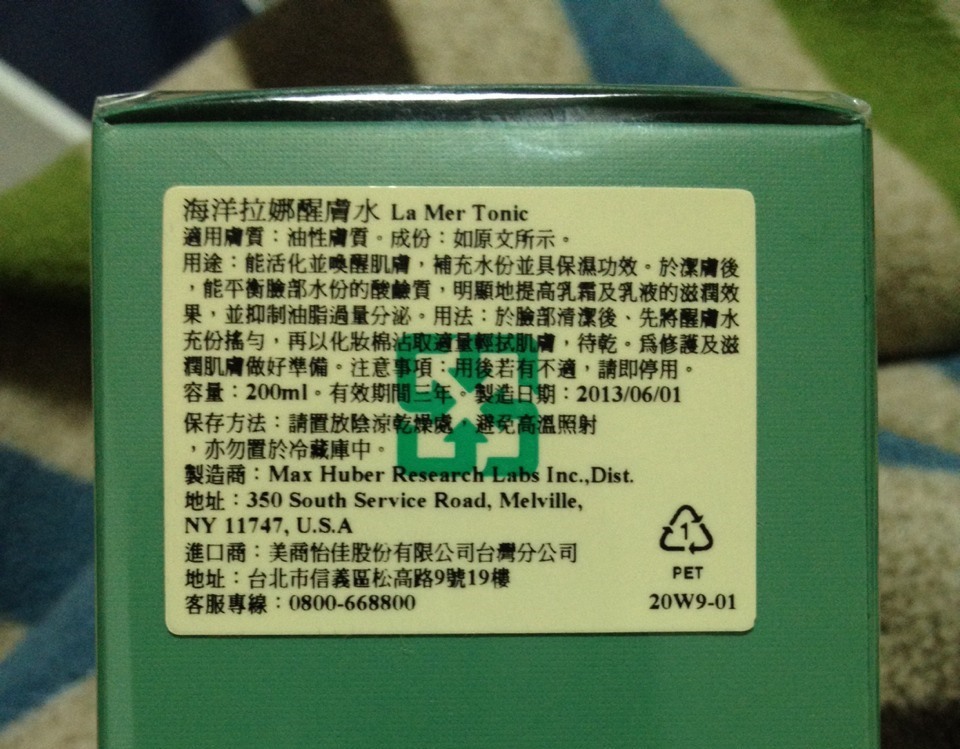 海洋拉娜醒膚水 La Mer Tonic
適用膚質：油性膚質。成份：如原文所示。
用途：能活化並喚醒肌膚，補充水份並具保濕功效。於潔膚後
，能平衡臉部水份的酸鹼質，明顯地提高乳霜及乳液的滋潤效
果，並抑制油脂過量分泌。用法：於臉部清潔後、先將醒膚水
充份搖勻，再以化妝棉沾取適量輕拭肌膚，待乾。爲修護及滋
潤肌膚做好準備。注意事項：用後若有不適，請即停用。
容量：200ml。有效期間三年。製造日期：2013/06/01
保存方法：請置放陰涼乾燥處，避免高溫照射
，亦勿置於冷藏庫中。
製造商：Max Huber Research Labs Inc.,Dist.
地址：350 South Service Road, Melville,
NY 11747, U.S.A
進口商：美商怡佳股份有限公司台灣分公司
地址：台北市信義區松高路9號19樓
客服專線：0800-668800
1
PET
20W9-01